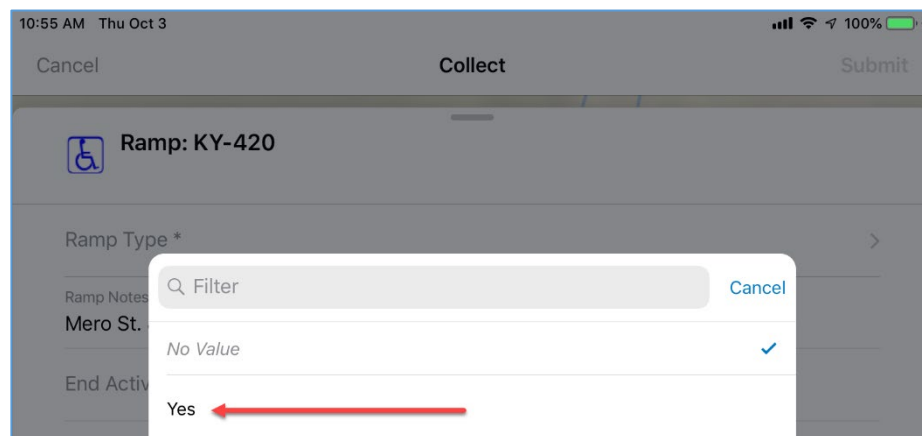 10:55 AM Thu Oct 3 100%
Cancel Collect Submit
Ramp: KY-420
Ramp Type *
Filter Cancel
Ramp Notes
Mero St.
No Value
End Activ
Yes